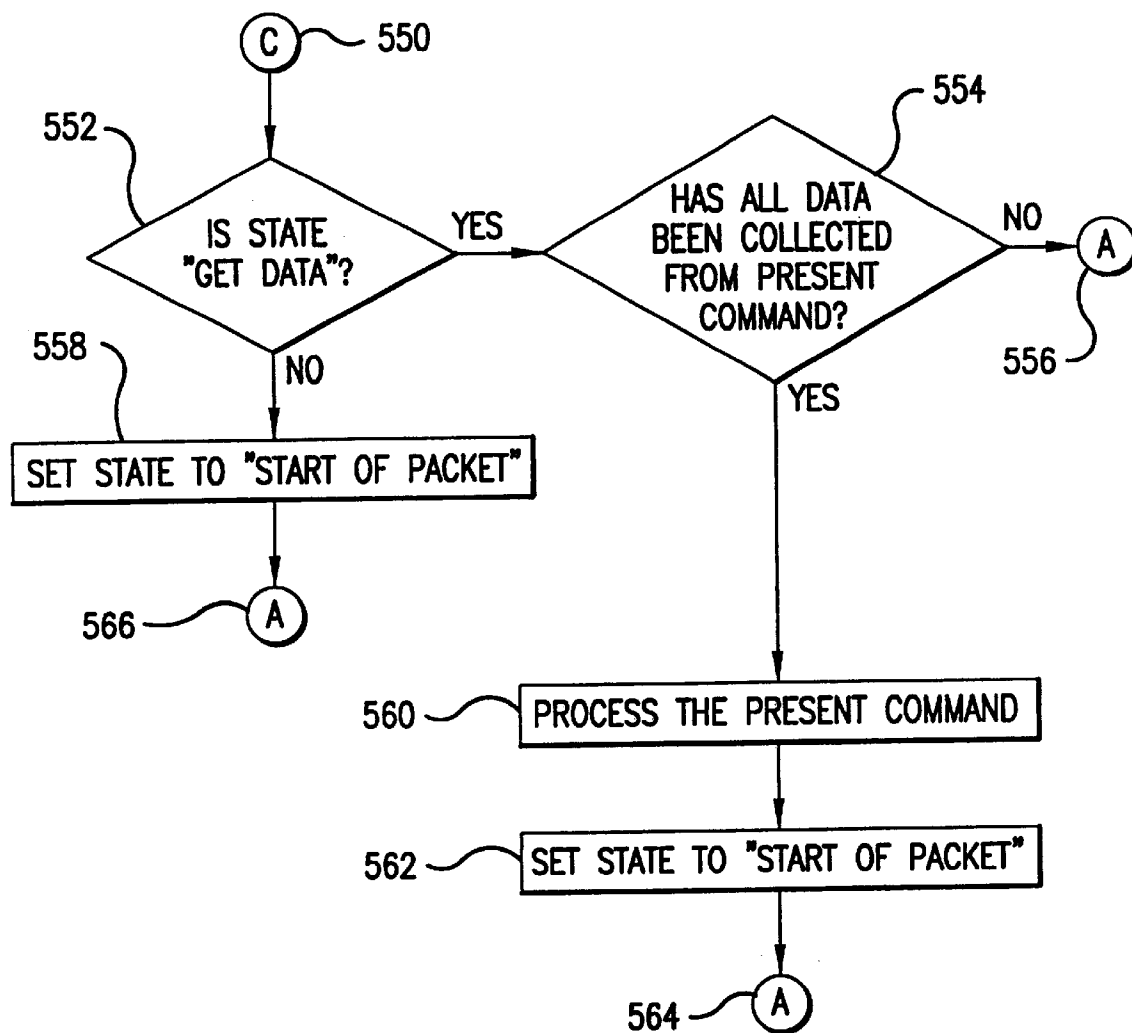 C
550
552
IS STATE
"GET DATA"?
YES
554
HAS ALL DATA
BEEN COLLECTED
FROM PRESENT
COMMAND?
NO
A
556
YES
NO
558
SET STATE TO "START OF PACKET"
A
566
560
PROCESS THE PRESENT COMMAND
562
SET STATE TO "START OF PACKET"
A
564